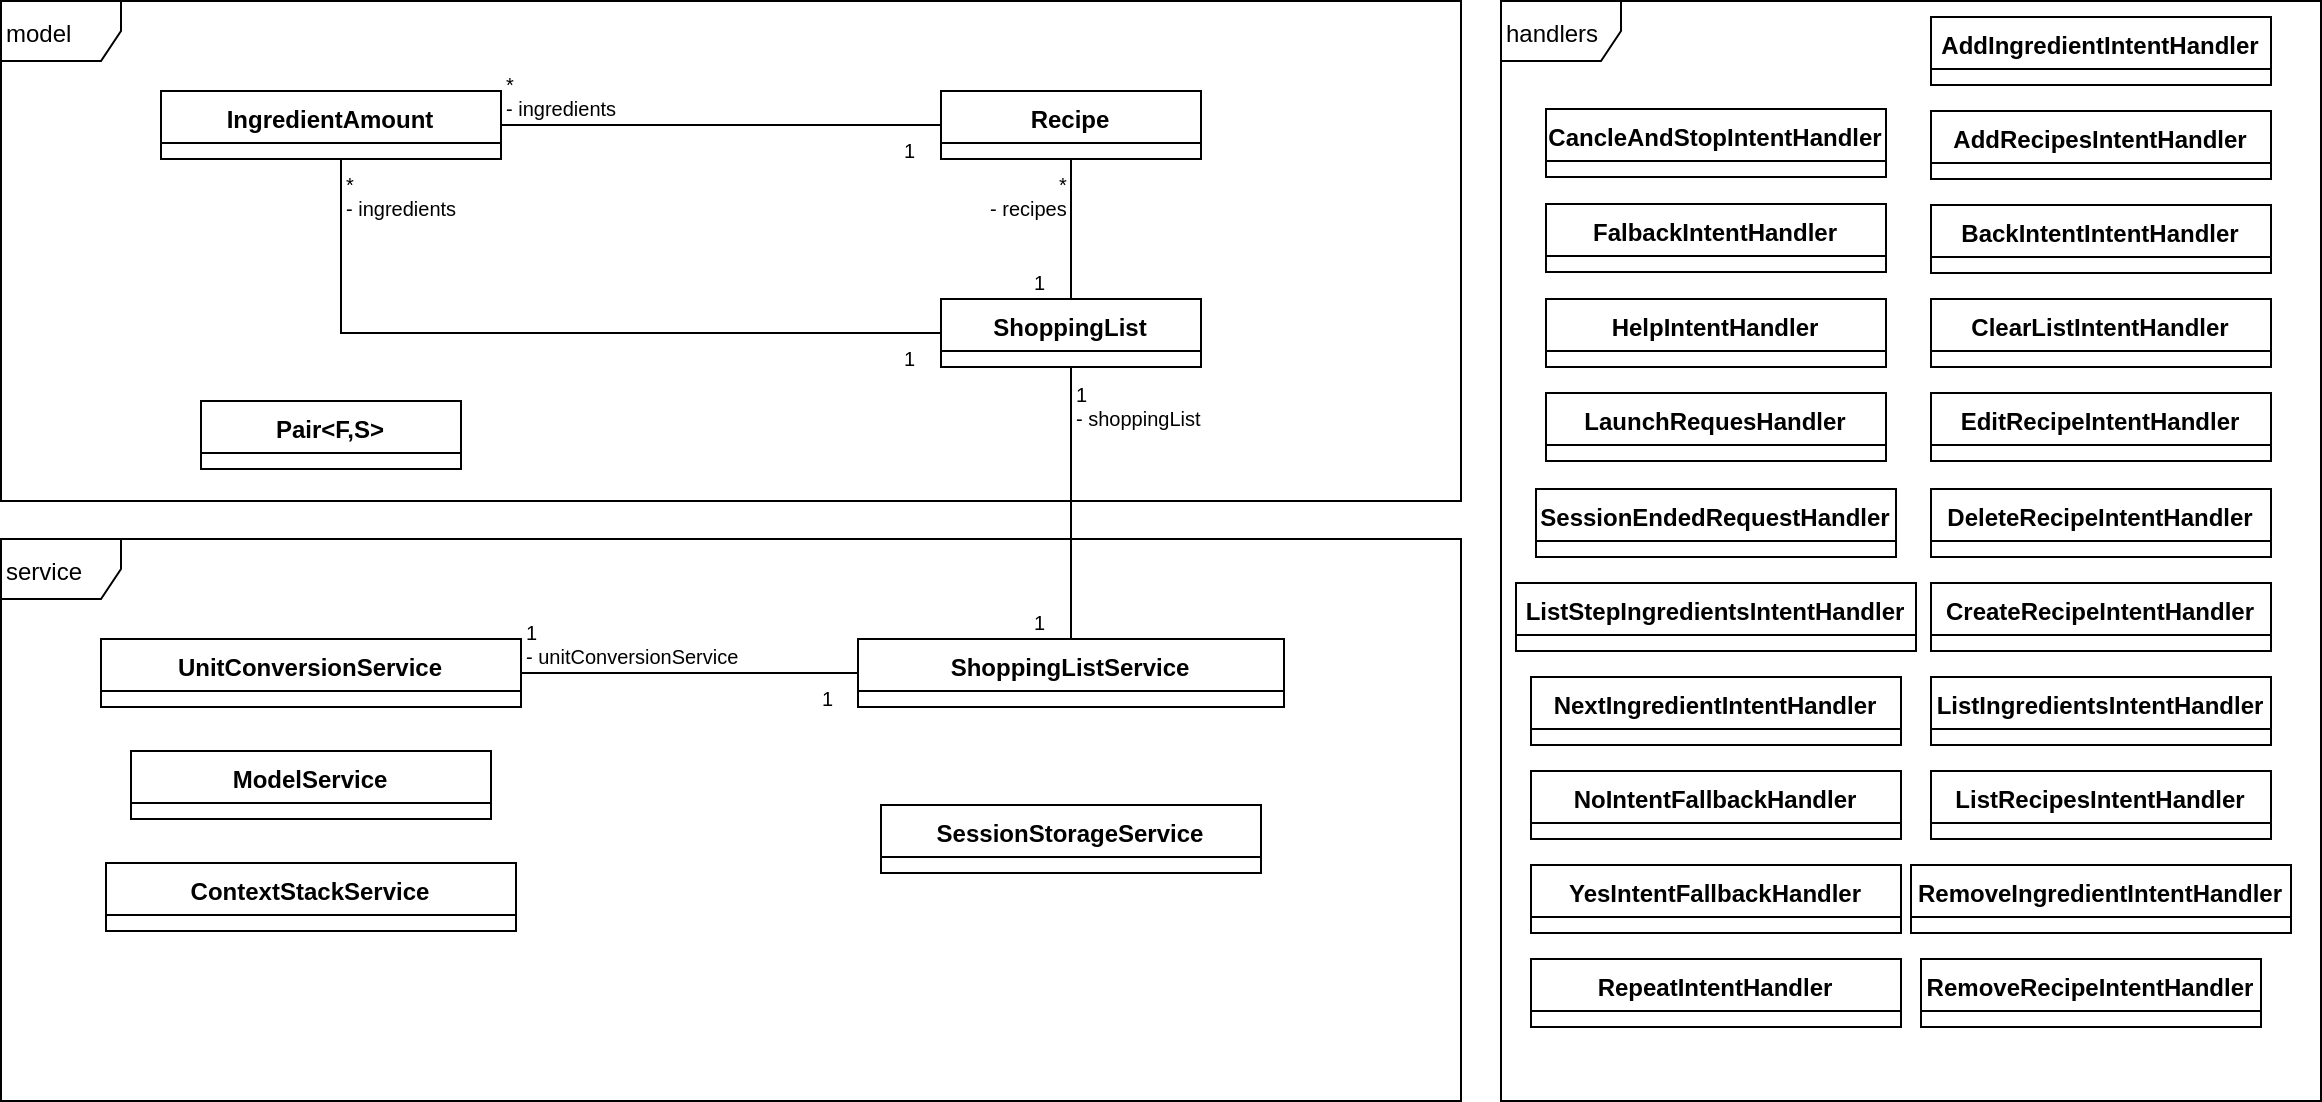 model
IngredientAmount
*
- ingredients
Recipe
1
*
- ingredients
*
- recipes
1
ShoppingList
1
Pair<F,S>
1
- shoppingList
service
1
UnitConversionService
1
- unitConversionService
ShoppingListService
1
ModelService
SessionStorageService
ContextStackService
handlers
AddIngredientIntentHandler
CancleAndStopIntentHandler
AddRecipesIntentHandler
FalbackIntentHandler
BackIntentIntentHandler
HelpIntentHandler
ClearListIntentHandler
LaunchRequesHandler
EditRecipeIntentHandler
SessionEndedRequestHandler
DeleteRecipeIntentHandler
ListStepIngredientsIntentHandler
CreateRecipeIntentHandler
NextIngredientIntentHandler
ListIngredientsIntentHandler
NoIntentFallbackHandler
ListRecipesIntentHandler
YesIntentFallbackHandler
RemoveIngredientIntentHandler
RepeatIntentHandler
RemoveRecipeIntentHandler